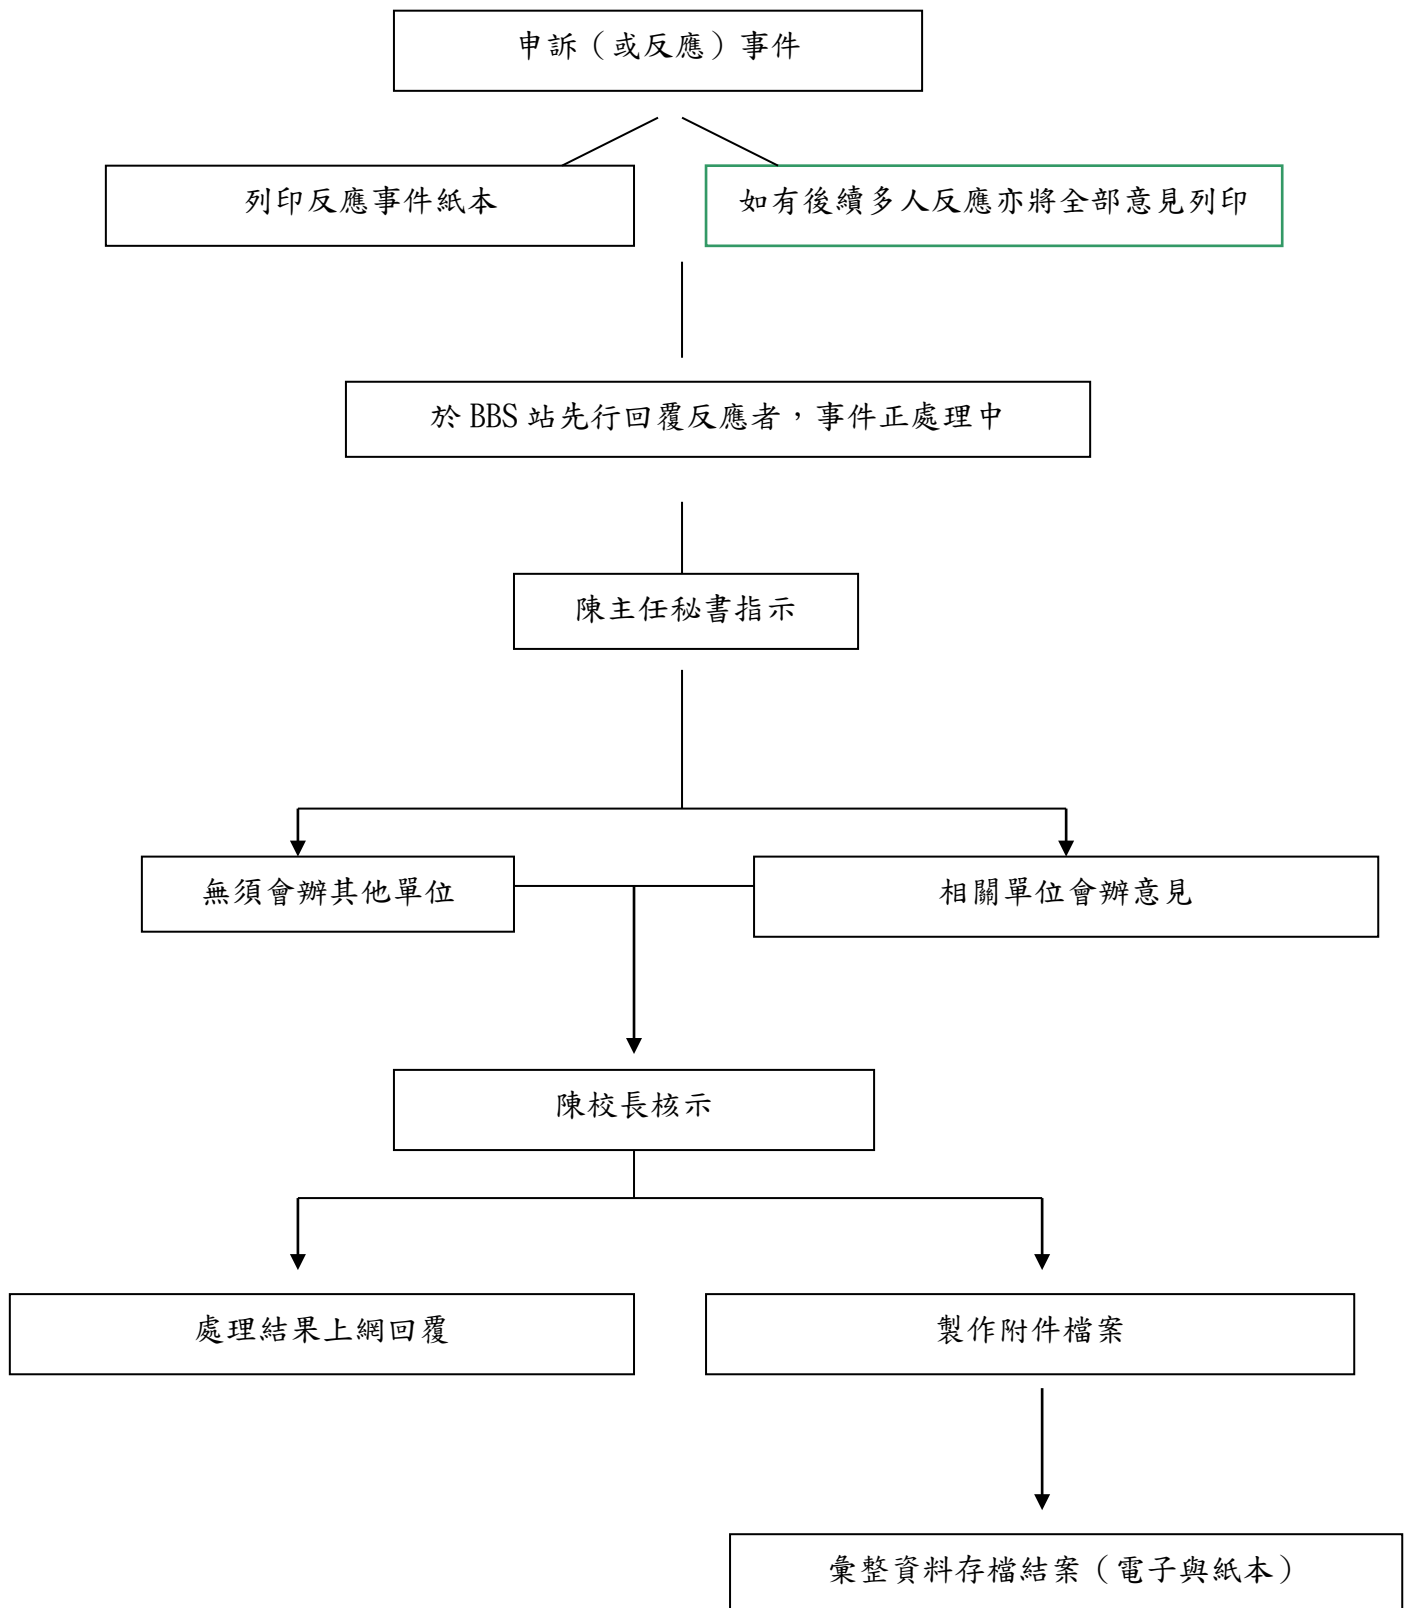 申訴（或反應）事件
列印反應事件紙本
如有後續多人反應亦將全部意見列印
於 BBS 站先行回覆反應者，事件正處理中
陳主任秘書指示
無須會辦其他單位
相關單位會辦意見
陳校長核示
處理結果上網回覆
製作附件檔案
彙整資料存檔結案（電子與紙本）